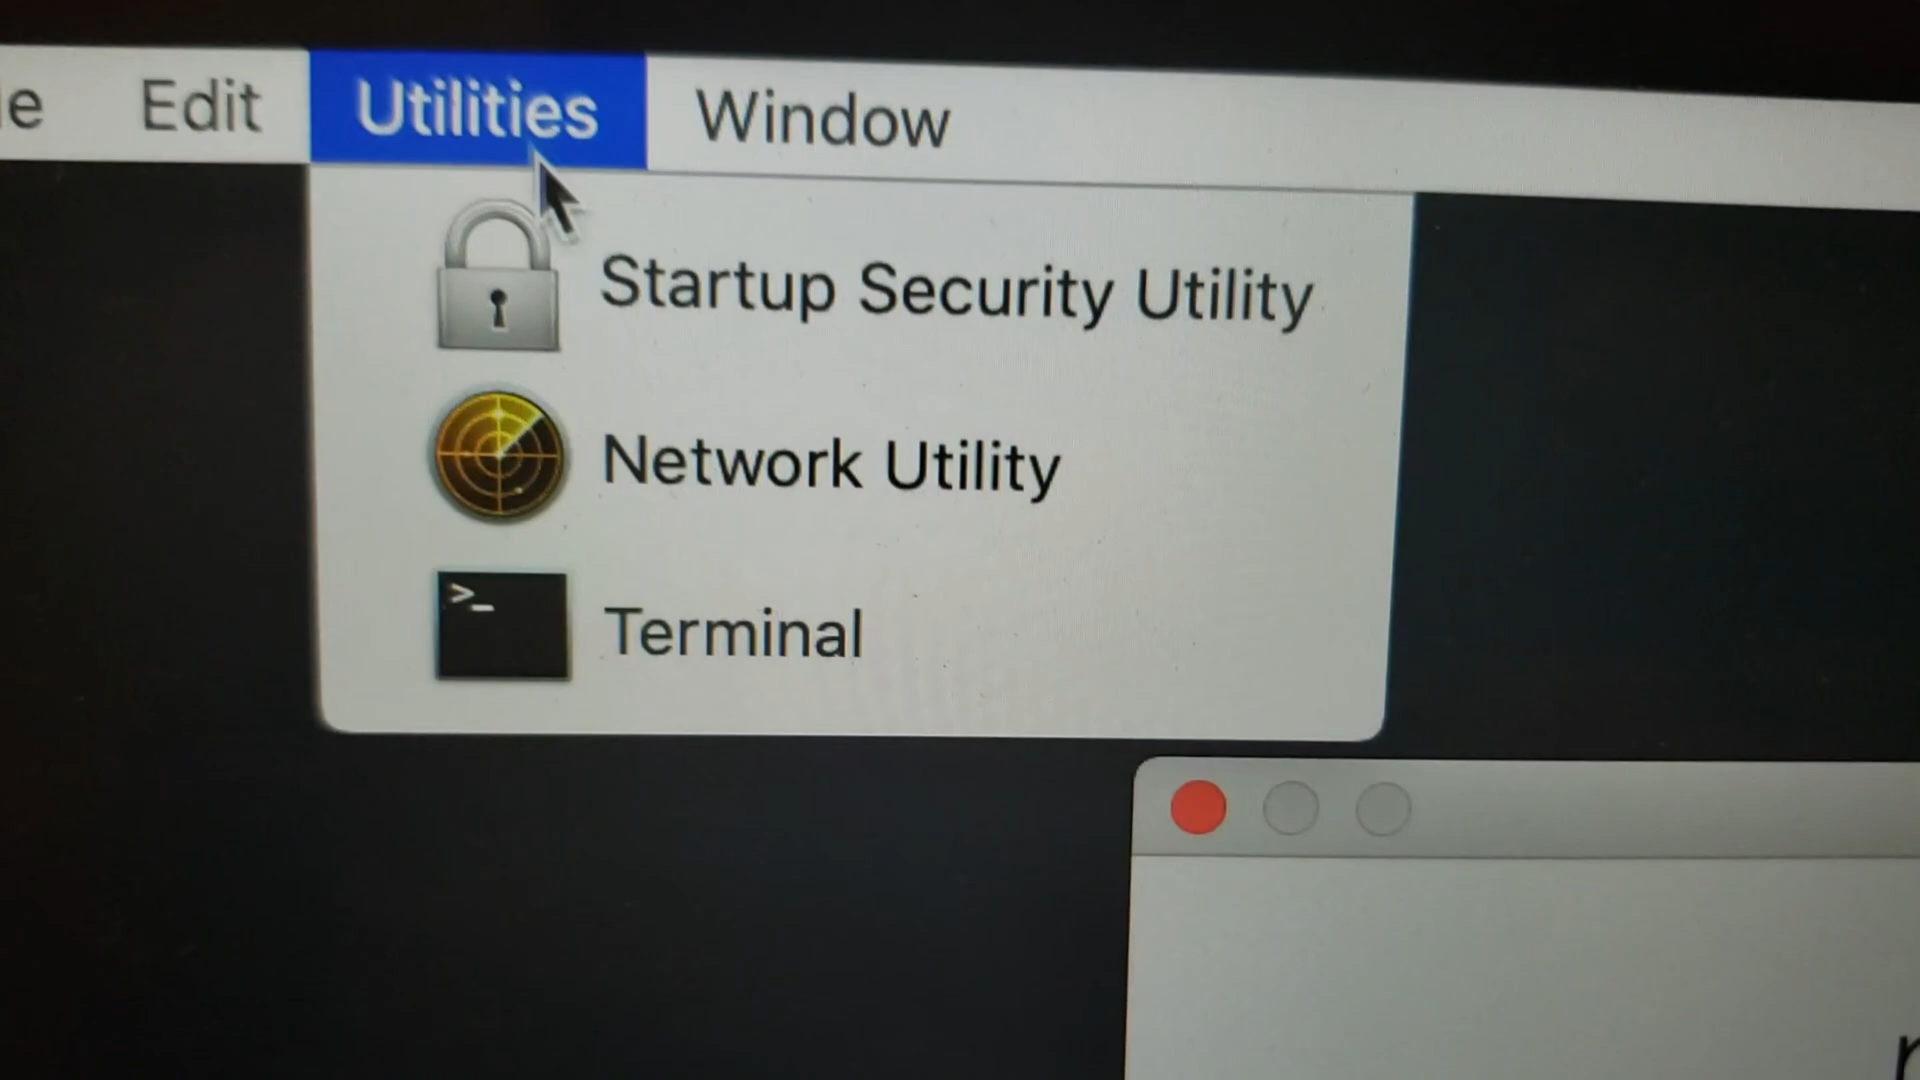 Edit Utilities Window
Startup Security Utility
Network Utility
>_
Terminal